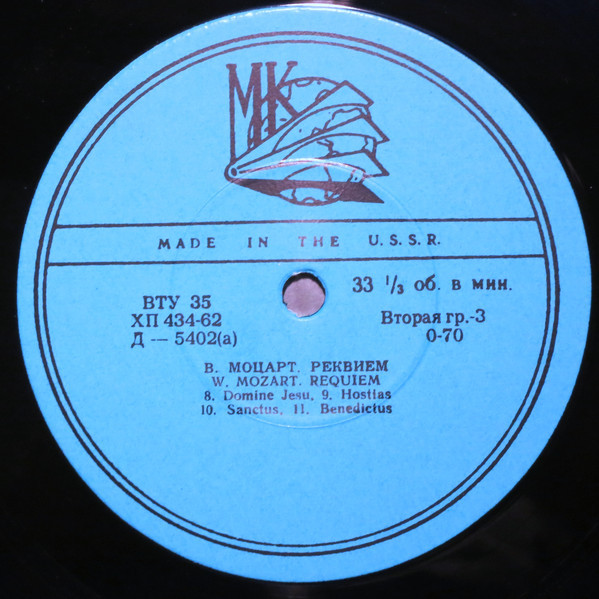 МК
MADE IN THE U.S.S.R.
33 1/3 об. в мин.
ВТУ 35
ХП 434-62
Д — 5402(а)
Вторая гр.-3
0-70
В. МОЦАРТ. РЕКВИЕМ
W. MOZART. REQUIEM
8. Domine Jesu, 9. Hostias
10. Sanctus, 11. Benedictus